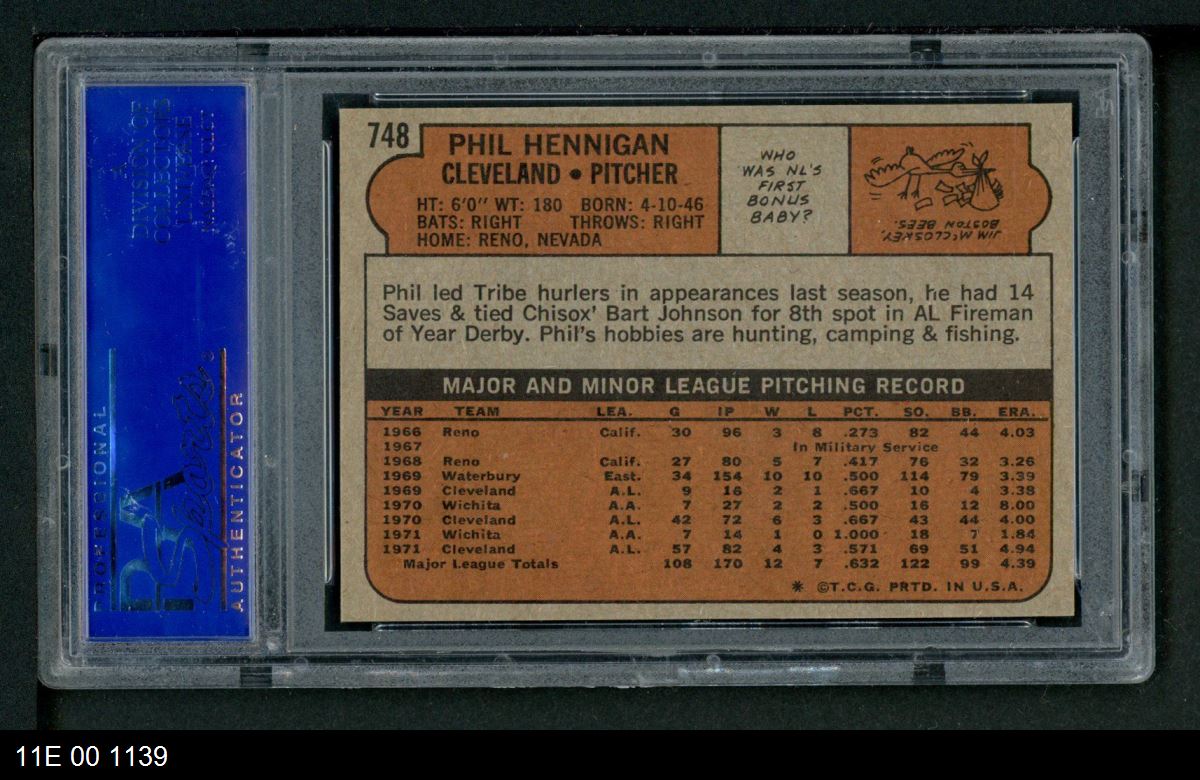 748
PHIL HENNIGAN
CLEVELAND • PITCHER
HT: 6'0" WT: 180 BORN: 4-10-46
BATS: RIGHT THROWS: RIGHT
HOME: RENO, NEVADA
WHO
WAS NL'S
FIRST
BONUS
BABY?
JIM McCLOSKEY.
BOSTON BEES.
Phil led Tribe hurlers in appearances last season, he had 14
Saves & tied Chisox' Bart Johnson for 8th spot in AL Fireman
of Year Derby. Phil's hobbies are hunting, camping & fishing.
MAJOR AND MINOR LEAGUE PITCHING RECORD
YEAR TEAM LEA. G IP W L PCT. SO. BB. ERA.
1966 Reno Calif. 30 96 3 8 .273 82 44 4.03
1967 In Military Service
1968 Reno Calif. 27 80 5 7 .417 76 32 3.26
1969 Waterbury East. 34 154 10 10 .500 114 79 3.39
1969 Cleveland A.L. 9 16 2 1 .667 10 4 3.38
1970 Wichita A.A. 7 27 2 2 .500 16 12 8.00
1970 Cleveland A.L. 42 72 6 3 .667 43 44 4.00
1971 Wichita A.A. 7 14 1 0 1.000 18 7 1.84
1971 Cleveland A.L. 57 82 4 3 .571 69 51 4.94
Major League Totals 108 170 12 7 .632 122 99 4.39
* ©T.C.G. PRTD. IN U.S.A.
DIVISION OF
COLLECTORS
UNIVERSE
PROFESSIONAL
PSA
Sports
AUTHENTICATOR
11E 00 1139